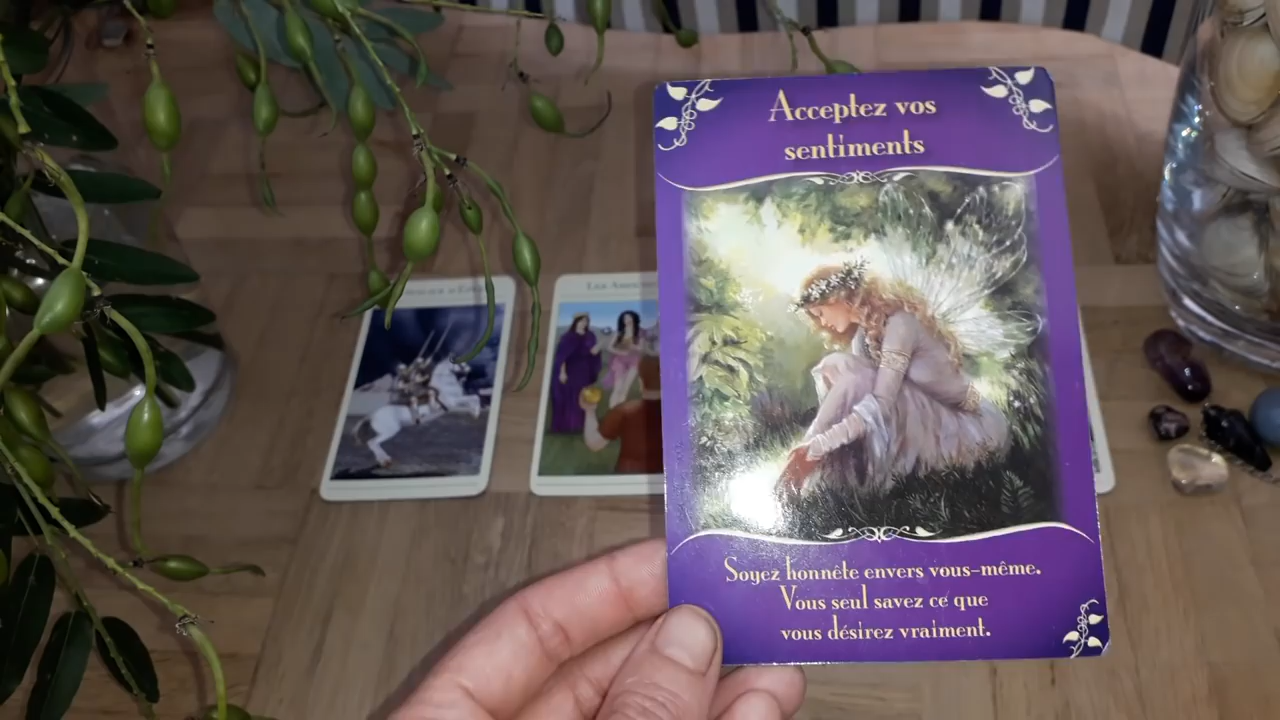 Acceptez vos
sentiments
Soyez honnête envers vous-même.
Vous seul savez ce que
vous désirez vraiment.